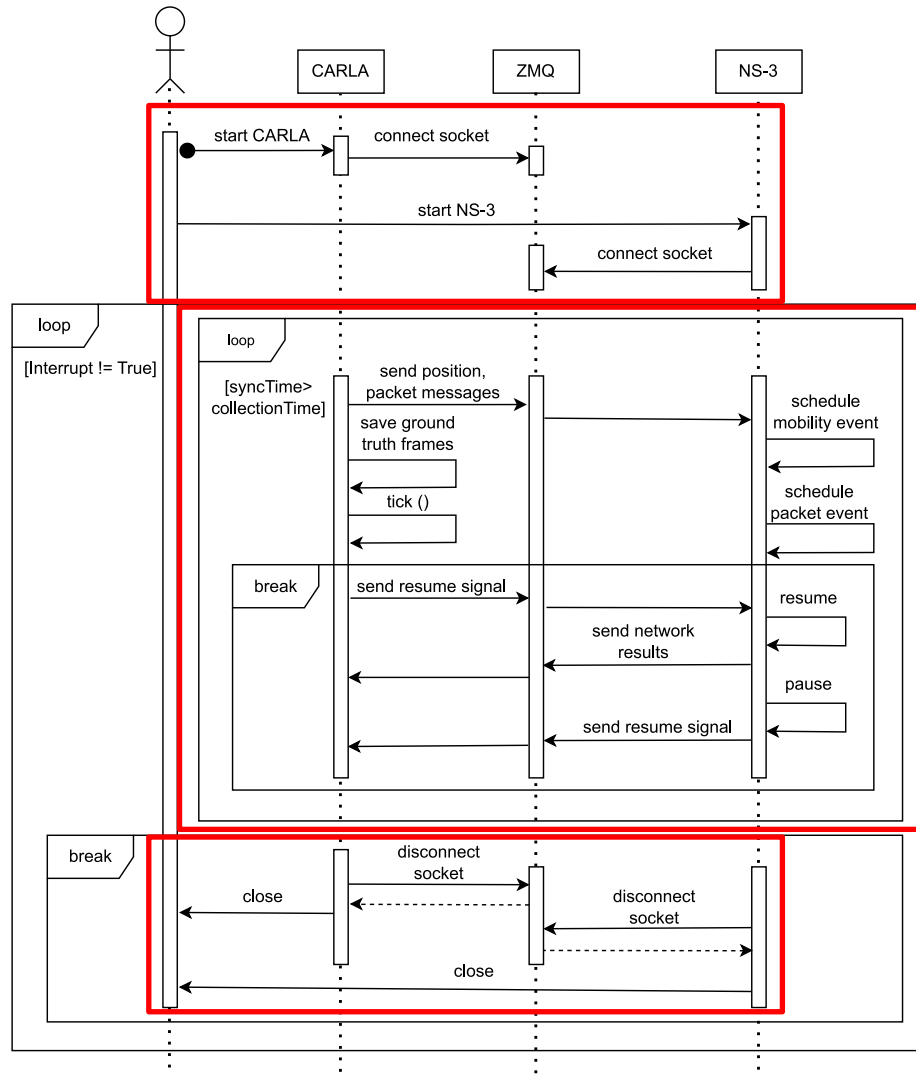 CARLA
ZMQ
NS-3
start CARLA
connect socket
start NS-3
connect socket
loop
[Interrupt != True]
loop
[syncTime>
collectionTime]
send position,
packet messages
save ground
truth frames
tick ()
schedule
mobility event
schedule
packet event
break
send resume signal
resume
send network
results
pause
send resume signal
break
disconnect
socket
close
disconnect
socket
close